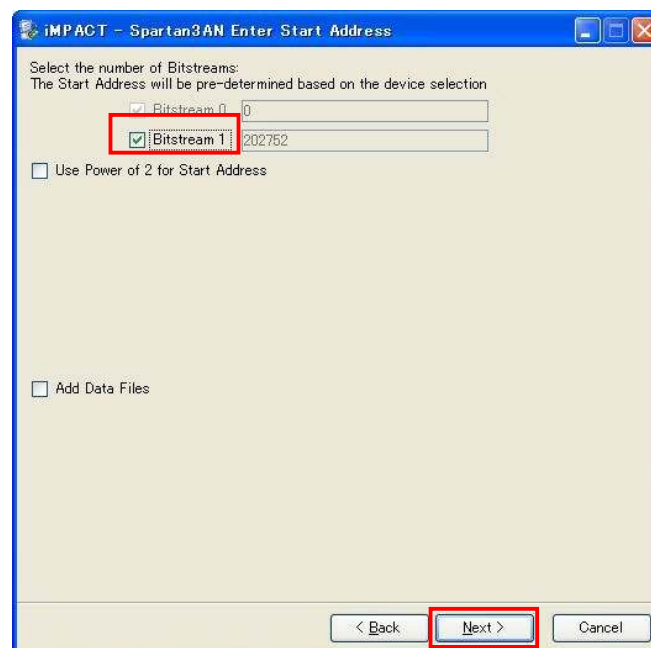 iMPACT - Spartan3AN Enter Start Address
Select the number of Bitstreams:
The Start Address will be pre-determined based on the device selection
Bitstream 0 0
Bitstream 1 202752
Use Power of 2 for Start Address
Add Data Files
< Back Next > Cancel